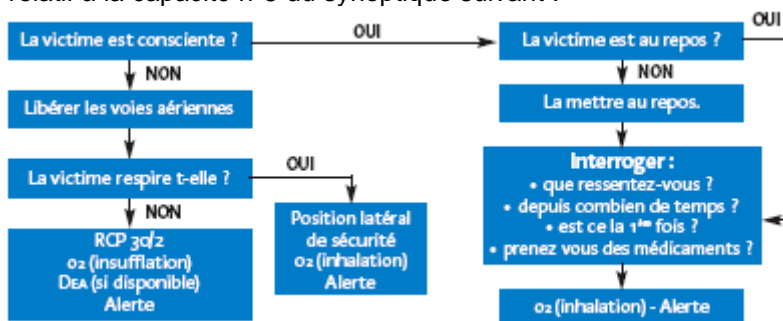 relatif à la capacité n°5 du synoptique suivant :
La victime est consciente ?
OUI
La victime est au repos ?
OUI
NON
NON
Libérer les voies aériennes
La mettre au repos.
La victime respire t-elle ?
OUI
Interroger :
• que ressentez-vous ?
• depuis combien de temps ?
• est ce la 1ère fois ?
• prenez vous des médicaments ?
NON
RCP 30/2
o2 (insufflation)
DEA (si disponible)
Alerte
Position latéral
de sécurité
o2 (inhalation)
Alerte
o2 (inhalation) - Alerte